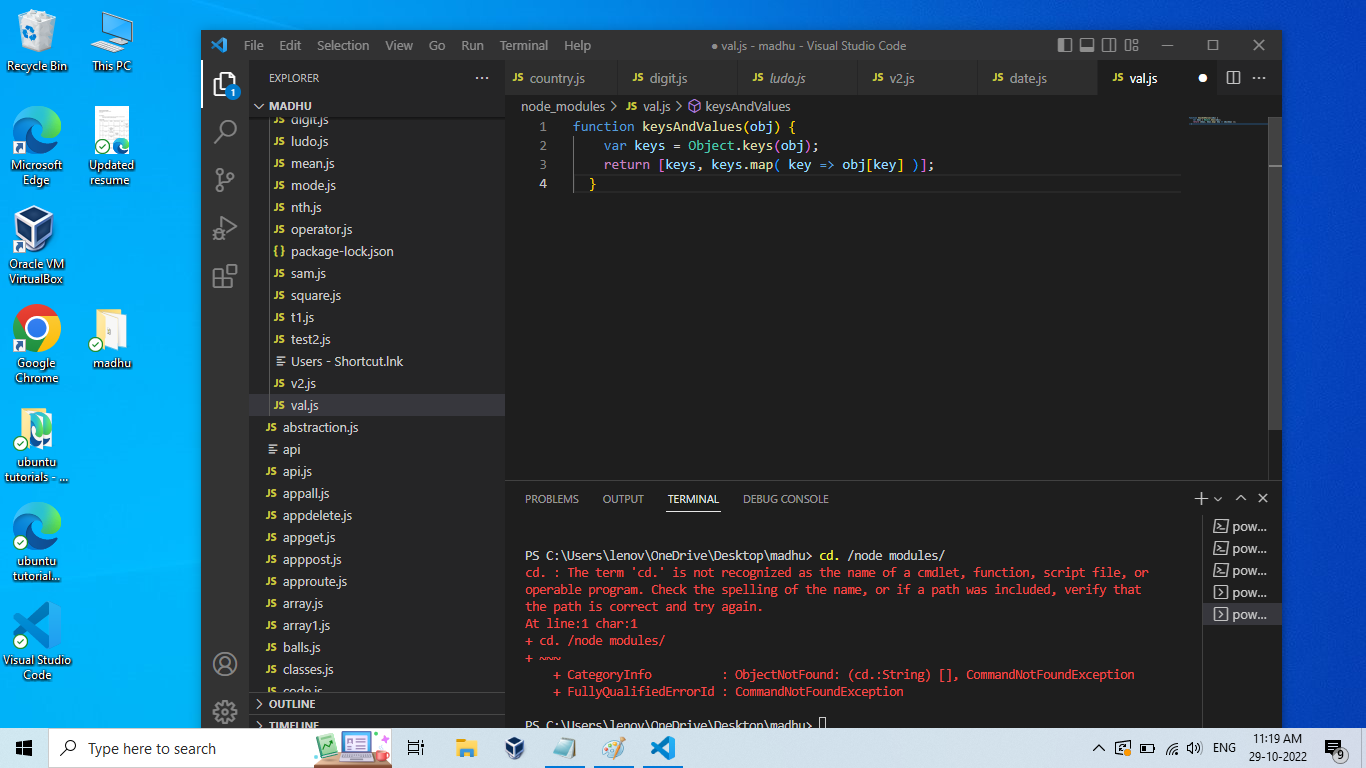 Recycle Bin
This PC
Microsoft
Edge
Updated
resume
Oracle VM
VirtualBox
Google
Chrome
madhu
ubuntu
tutorials - ...
ubuntu
tutorial...
Visual Studio
Code
File Edit Selection View Go Run Terminal Help
● val.js - madhu - Visual Studio Code
EXPLORER
MADHU
digit.js
ludo.js
mean.js
mode.js
nth.js
operator.js
package-lock.json
sam.js
square.js
t1.js
test2.js
Users - Shortcut.lnk
v2.js
val.js
abstraction.js
api
api.js
appall.js
appdelete.js
appget.js
apppost.js
approute.js
array.js
array1.js
balls.js
classes.js
code.js
OUTLINE
TIMELINE
1
JS country.js JS digit.js JS ludo.js JS v2.js JS date.js JS val.js
node_modules > JS val.js > keysAndValues
1 function keysAndValues(obj) {
2 var keys = Object.keys(obj);
3 return [keys, keys.map( key => obj[key] )];
4 }
PROBLEMS OUTPUT TERMINAL DEBUG CONSOLE
PS C:\Users\lenov\OneDrive\Desktop\madhu> cd. /node modules/
cd. : The term 'cd.' is not recognized as the name of a cmdlet, function, script file, or
operable program. Check the spelling of the name, or if a path was included, verify that
the path is correct and try again.
At line:1 char:1
+ cd. /node modules/
+ ~~~
+ CategoryInfo : ObjectNotFound: (cd.:String) [], CommandNotFoundException
+ FullyQualifiedErrorId : CommandNotFoundException
PS C:\Users\lenov\OneDrive\Desktop\madhu>
pow...
pow...
pow...
pow...
pow...
Type here to search
ENG
11:19 AM
29-10-2022
9